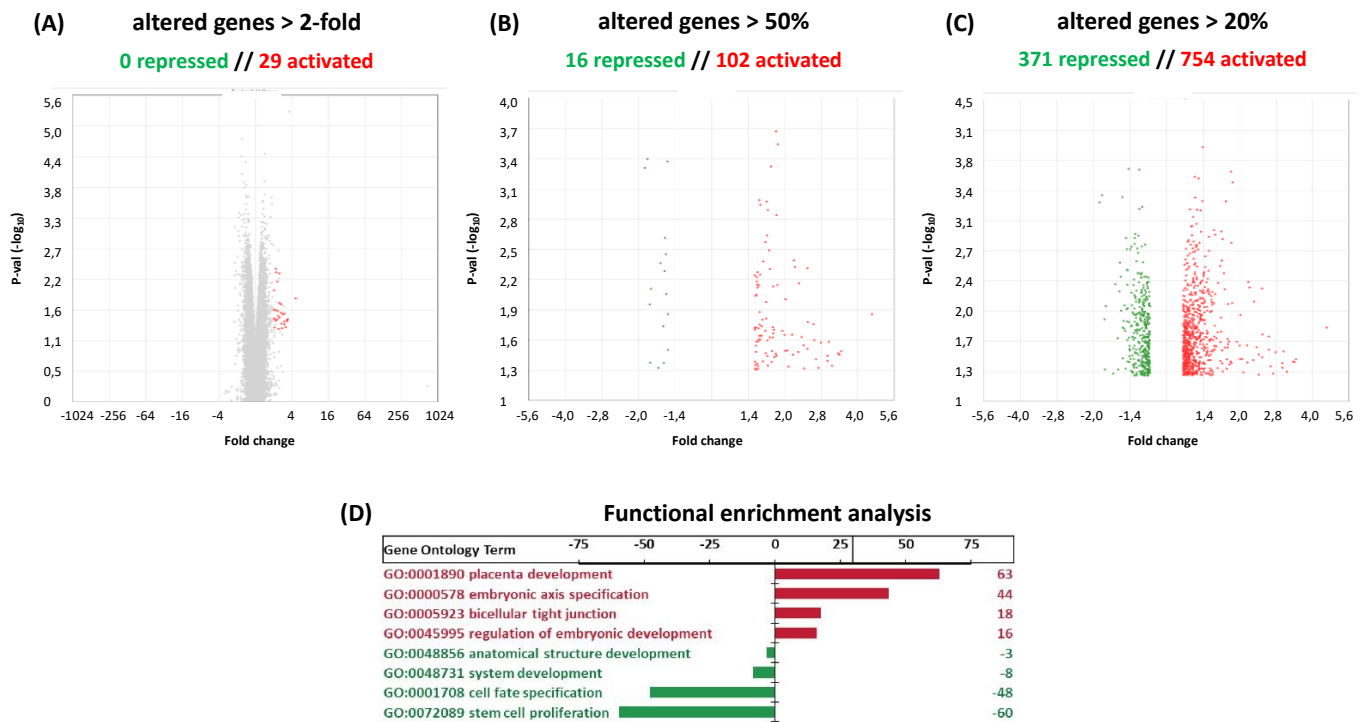 (A)
altered genes > 2-fold
0 repressed // 29 activated
5,6
5,0
4,4
3,8
3,3
2,7
2,2
1,6
1,1
0,5
0
P-val (-log10)
-1024 -256 -64 -16 -4 4 16 64 256 1024
Fold change
(B)
altered genes > 50%
16 repressed // 102 activated
4,0
3,7
3,4
3,1
2,8
2,5
2,2
1,9
1,6
1,3
1
P-val (-log10)
-5,6 -4,0 -2,8 -2,0 -1,4 1,4 2,0 2,8 4,0 5,6
Fold change
(C)
altered genes > 20%
371 repressed // 754 activated
4,5
3,1
3,8
3,4
3,1
2,7
2,4
2,0
1,7
1,3
1
P-val (-log10)
-5,6 -4,0 -2,8 -2,0 -1,4 1,4 2,0 2,8 4,0 5,6
Fold change
(D)
Functional enrichment analysis
Gene Ontology Term -75 -50 -25 0 25 50 75
GO:0001890 placenta development 63
GO:0000578 embryonic axis specification 44
GO:0005923 bicellular tight junction 18
GO:0045995 regulation of embryonic development 16
GO:0048856 anatomical structure development -3
GO:0048731 system development -8
GO:0001708 cell fate specification -48
GO:0072089 stem cell proliferation -60